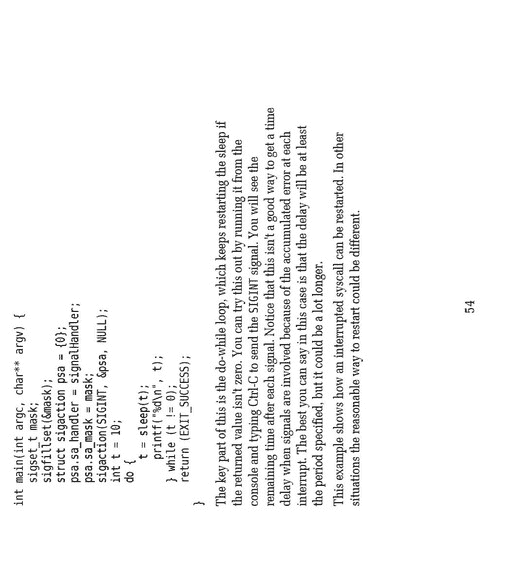 int main(int argc, char** argv) {
sigset_t mask;
sigfillset(&mask);
struct sigaction psa = {0};
psa.sa_handler = signalHandler;
psa.sa_mask = mask;
sigaction(SIGINT, &psa, NULL);
int t = 10;
do {
t = sleep(t);
printf("%d\n", t);
} while (t != 0);
return (EXIT_SUCCESS);
}
The key part of this is the do-while loop, which keeps restarting the sleep if
the returned value isn't zero. You can try this out by running it from the
console and typing Ctrl-C to send the SIGINT signal. You will see the
remaining time after each signal. Notice that this isn't a good way to get a time
delay when signals are involved because of the accumulated error at each
interrupt. The best you can say in this case is that the delay will be at least
the period specified, but it could be a lot longer.
This example shows how an interrupted syscall can be restarted. In other
situations the reasonable way to restart could be different.
54